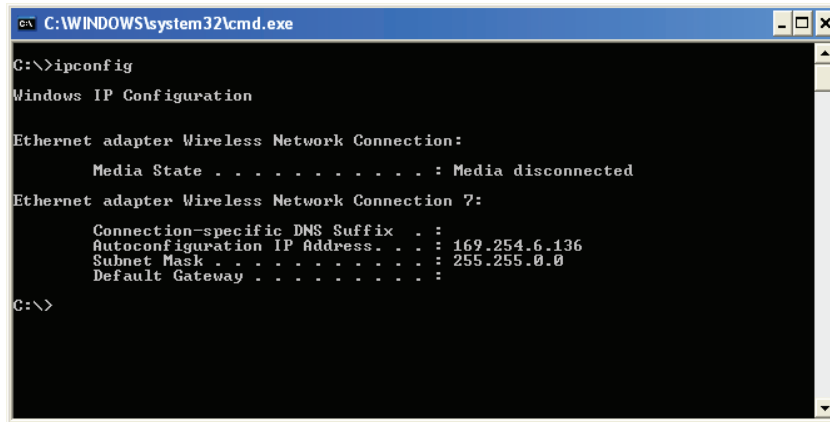 C:\WINDOWS\system32\cmd.exe
C:\>ipconfig
Windows IP Configuration
Ethernet adapter Wireless Network Connection:
Media State . . . . . . . . . . . : Media disconnected
Ethernet adapter Wireless Network Connection 7:
Connection-specific DNS Suffix . :
Autoconfiguration IP Address. . . : 169.254.6.136
Subnet Mask . . . . . . . . . . . : 255.255.0.0
Default Gateway . . . . . . . . . :
C:\>